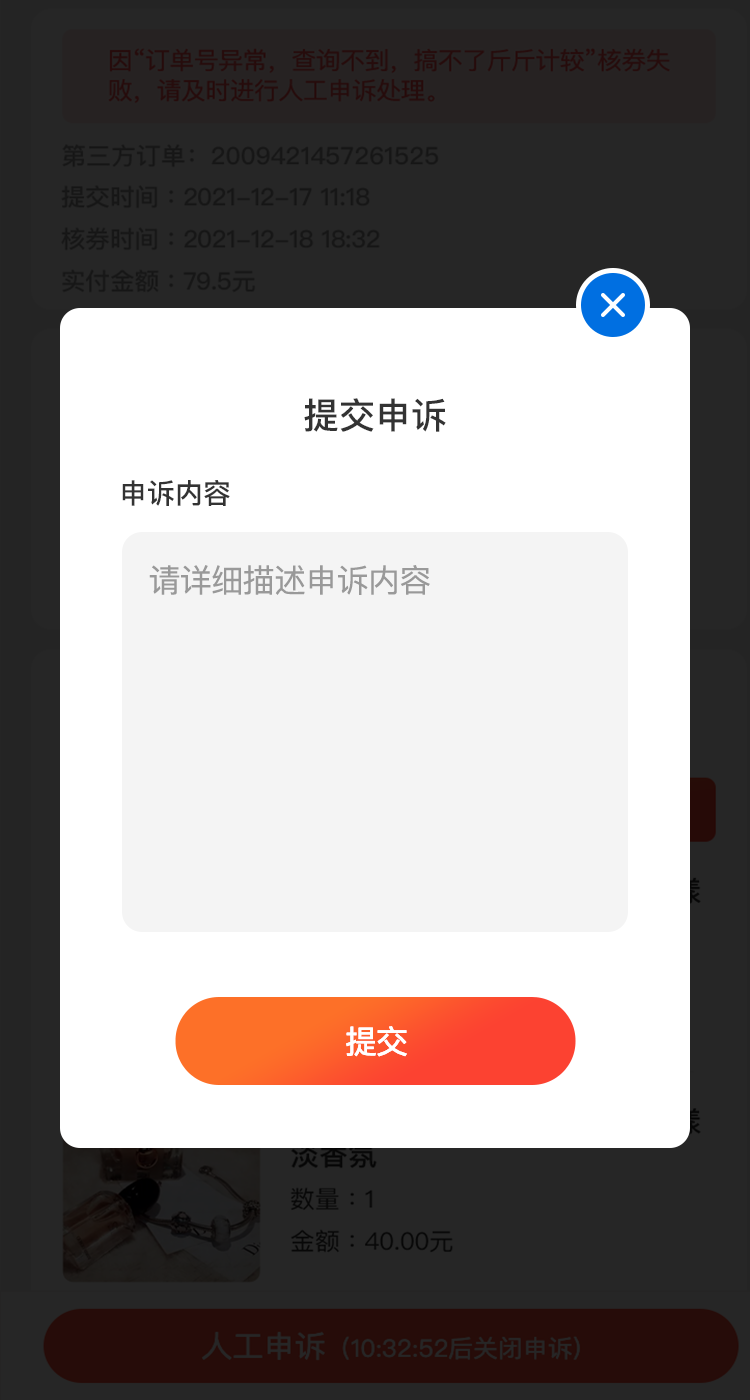 因“订单号异常，查询不到，搞不了斤斤计较”核券失
败，请及时进行人工申诉处理。
第三方订单：2009421457261525
提交时间：2021-12-17 11:18
核券时间：2021-12-18 18:32
实付金额：79.5元
提交申诉
申诉内容
请详细描述申诉内容
提交
淡香氛
数量：1
金额：40.00元
人工申诉（10:32:52后关闭申诉）